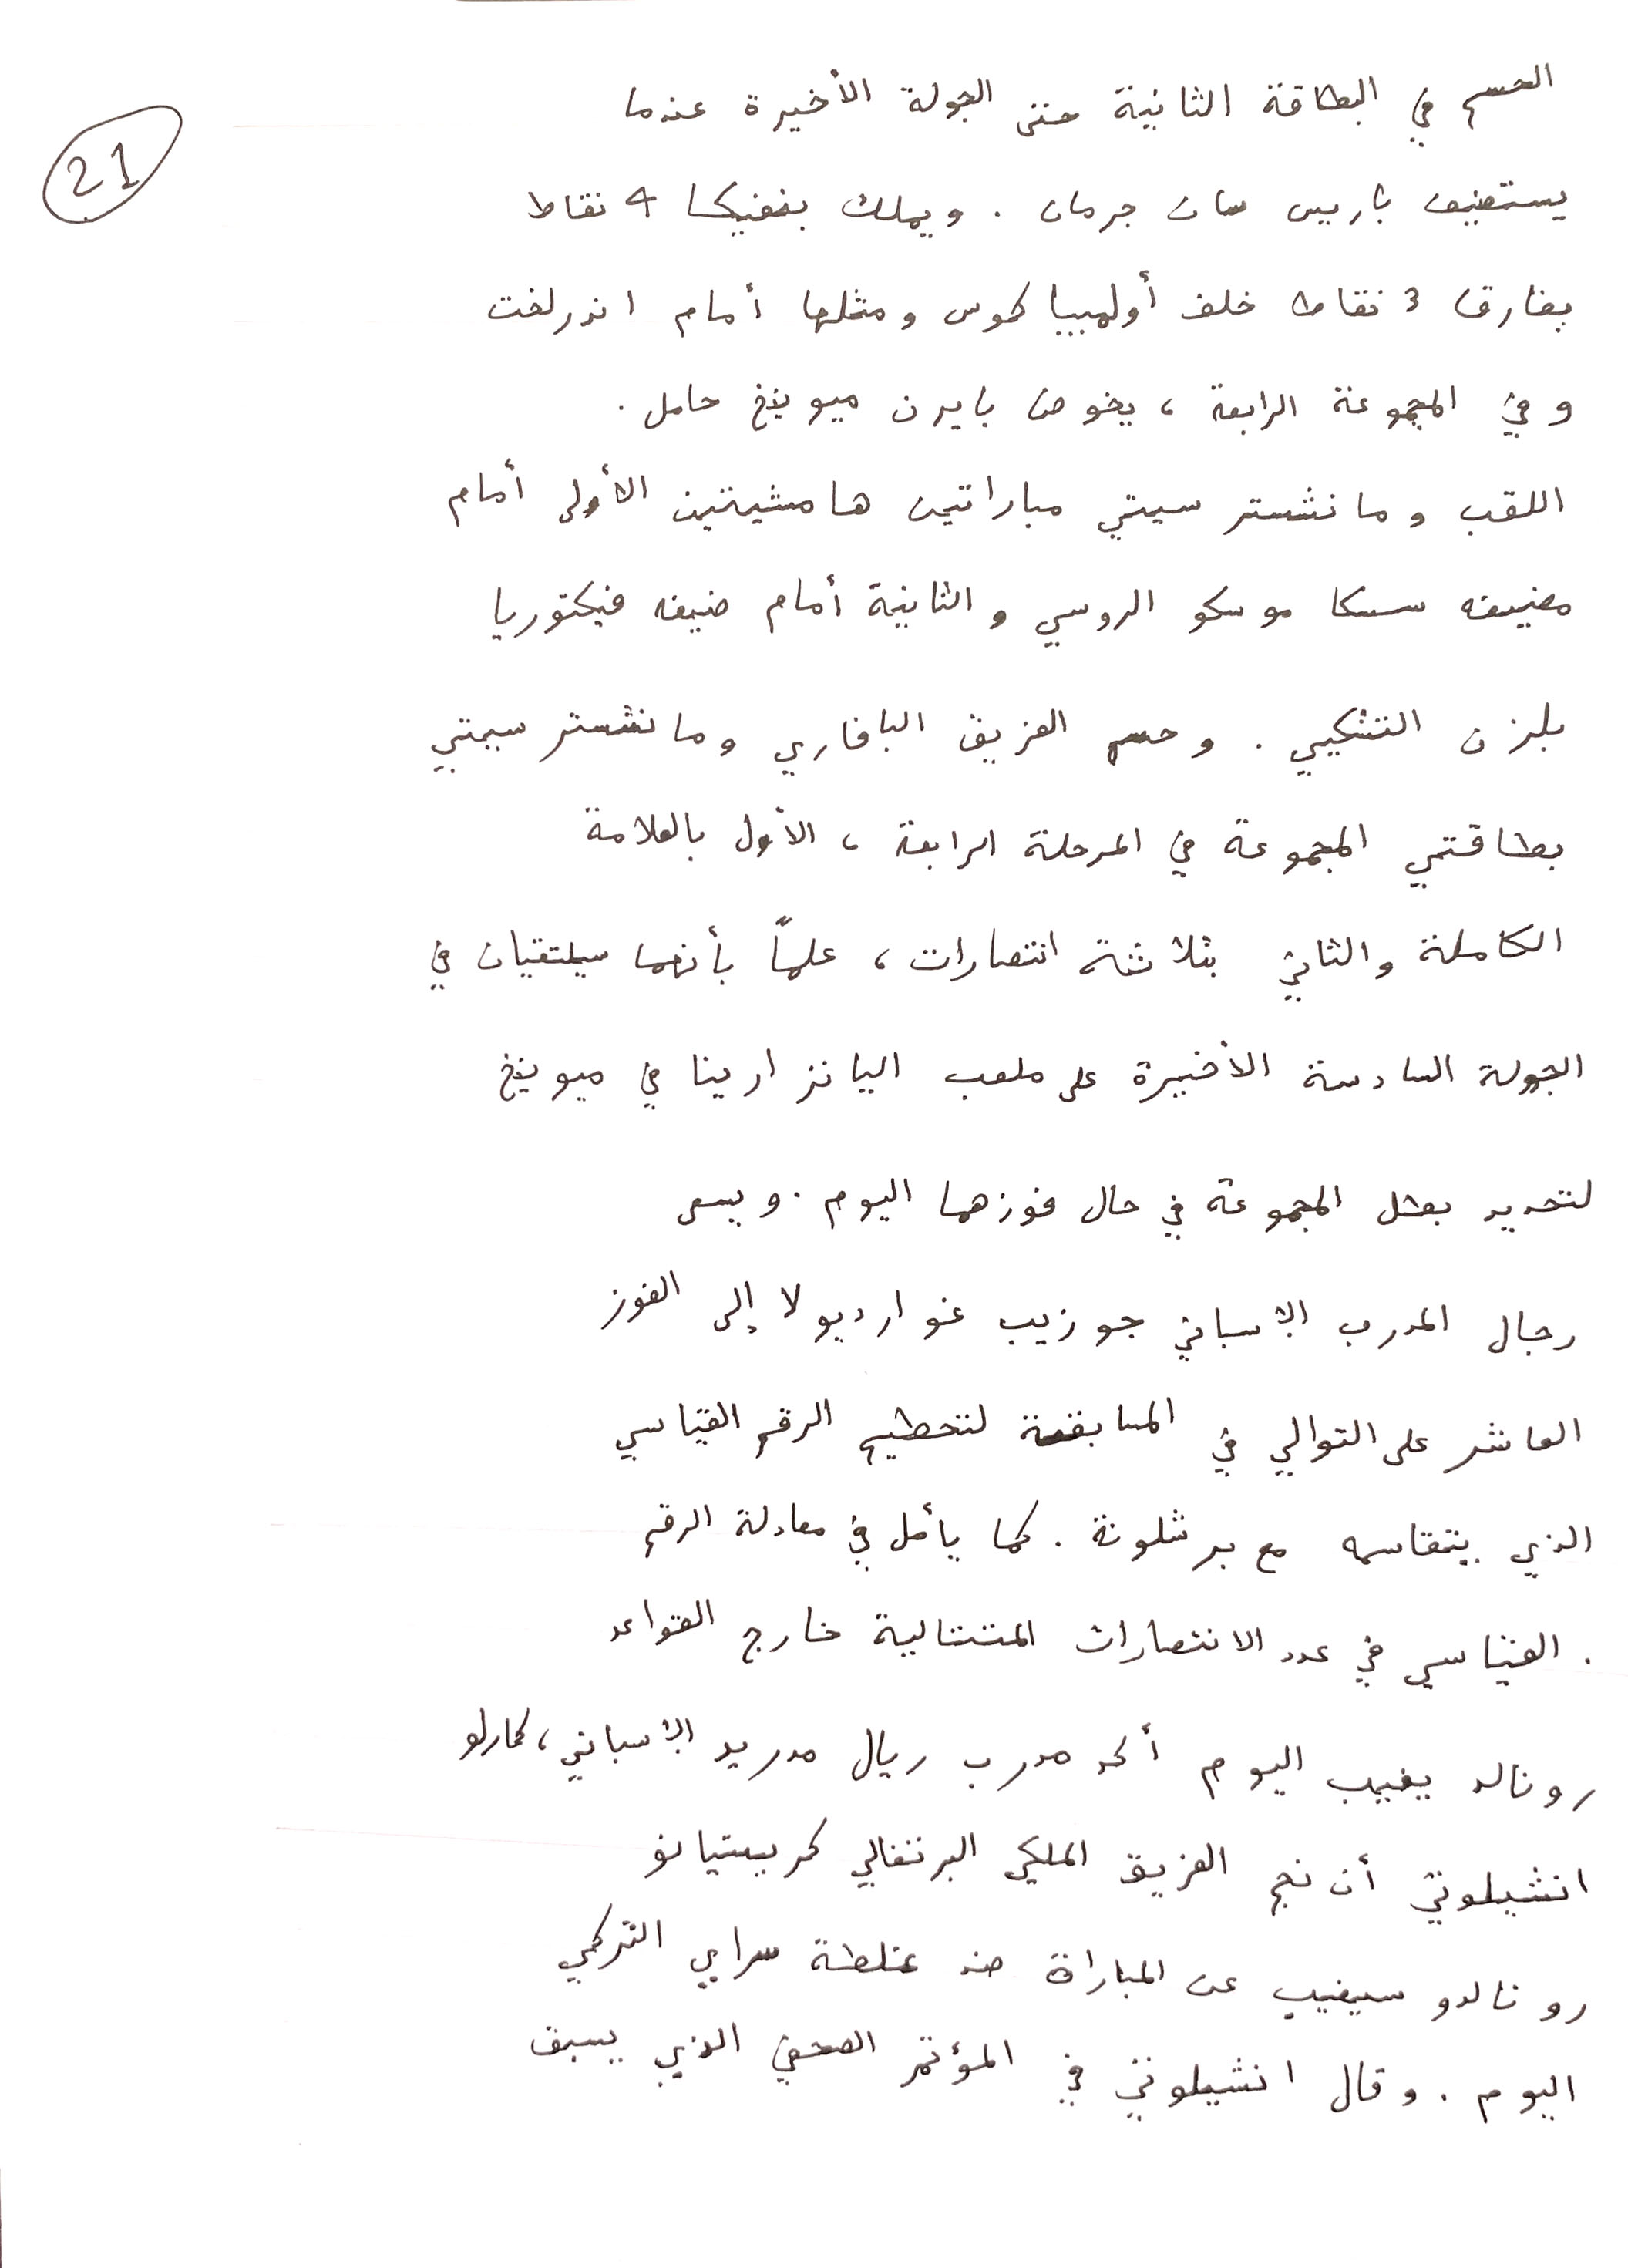 21
الحسم في البطاقة الثانية حتى الجولة الأخيرة عندما
يستضيف باريس سان جرمان . ويملك بنفيكا 4 نقاط
بفارق 3 نقاط خلف أولمبياكوس ومثلها أمام اندرلخت
وفي المجموعة الرابعة ، يخوض بايرن ميونيخ حامل .
اللقب ومانشستر سيتي مباراتين هامشيتين الأولى أمام
مضيفه سسكا موسكو الروسي والثانية أمام ضيفه فيكتوريا
بلزن التشكيي . وحسم الفريق البافاري ومانشستر سيتي
بطاقتي المجموعة في المرحلة الرابعة ، الأول بالعلامة
الكاملة والثاني بثلاثة انتصارات ، علماً بأنهما سيلتقيان في
الجولة السادسة الأخيرة على ملعب اليانز ارينا في ميونيخ
لتحديد بطل المجموعة في حال فوزهما اليوم . ويسعى
رجال المدرب الاسباني جوزيب غوارديولا إلى الفوز
العاشر على التوالي في المسابقة لتحطيم الرقم القياسي
الذي يتقاسمه مع برشلونة . كما يأمل في معادلة الرقم
. القياسي في عدد الانتصارات المتتالية خارج القواعد
رونالد يغيب اليوم أكد مدرب ريال مدريد الاسباني ، كارلو
انشيلوتي أن نجم الفريق الملكي البرتغالي كريستيانو
رونالدو سيغيب عن المباراة ضد غلطة سراي التركي
اليوم . وقال انشيلوتي في المؤتمر الصحفي الذي يسبق